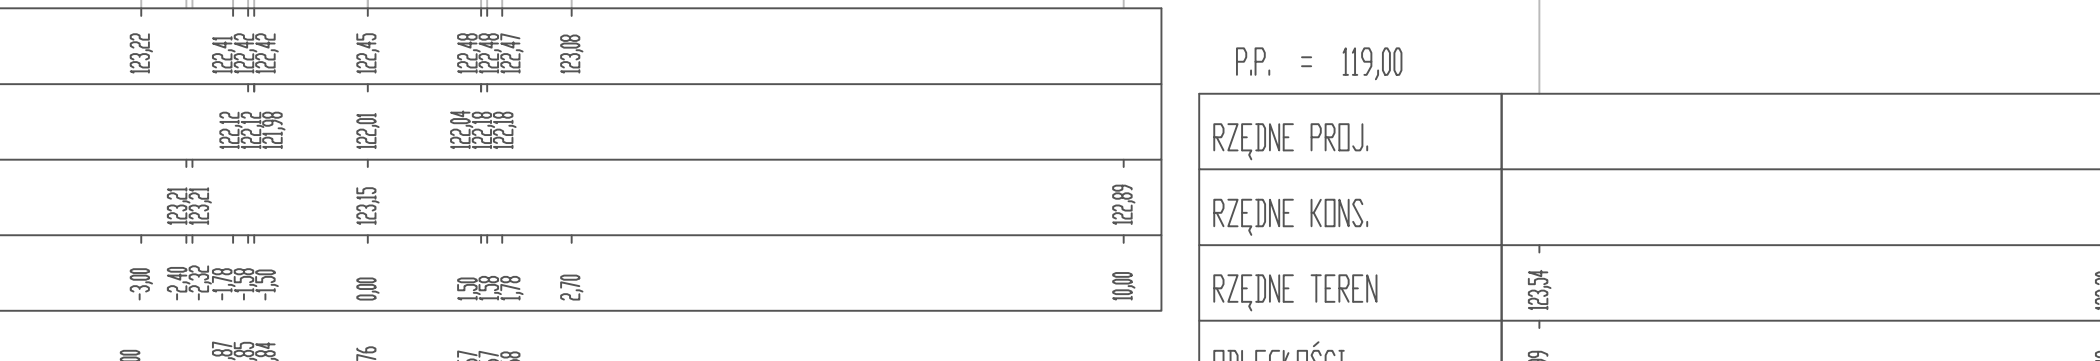 123,22 122,41 122,42 122,42 122,45 122,48 122,48 122,47 123,08
122,12 122,12 121,98 122,01 122,04 122,18 122,18
123,21 123,21 123,15 122,89
-3,00 -2,40 -2,32 -1,78 -1,58 -1,50 0,00 1,50 1,58 1,78 2,70 10,00
P.P. = 119,00
RZĘDNE PROJ.
RZĘDNE KONS.
RZĘDNE TEREN 123,54